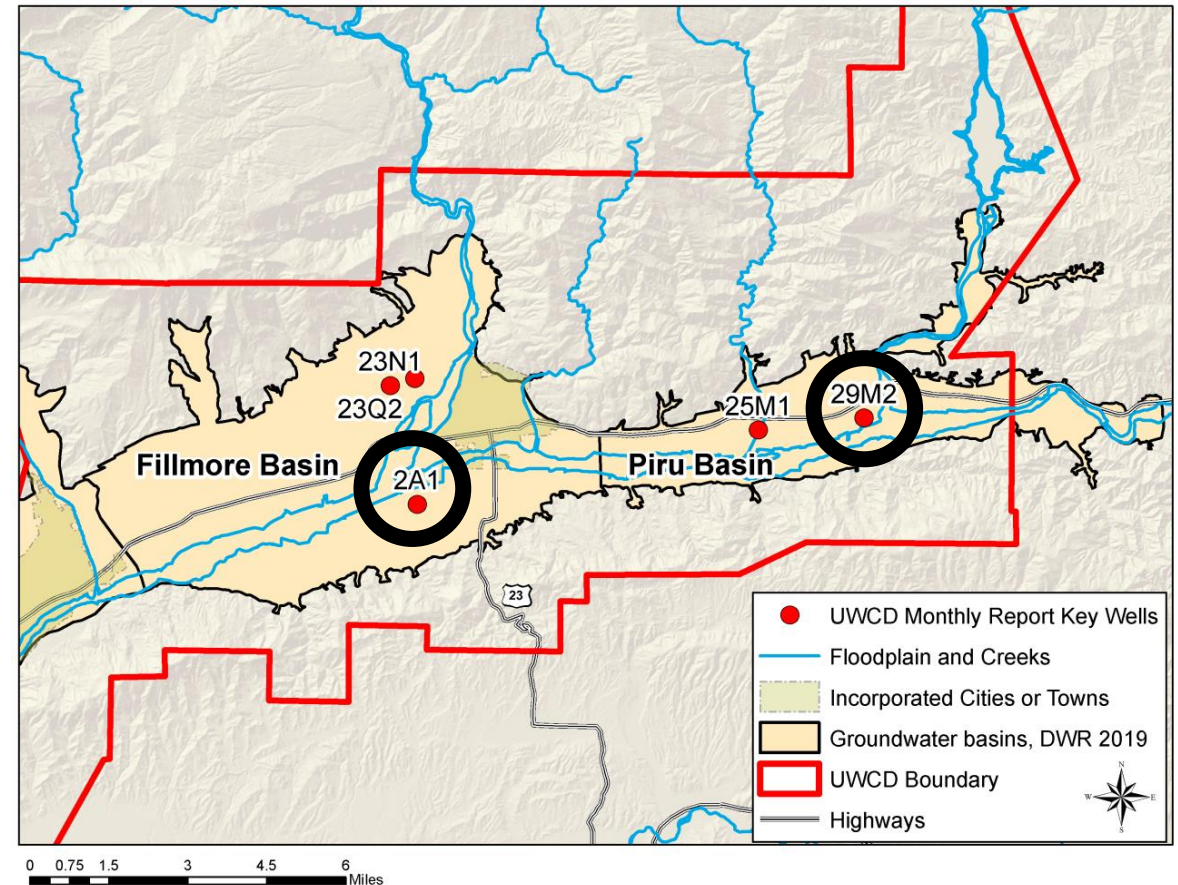 23N1
23Q2
25M1
29M2
Fillmore Basin
Piru Basin
2A1
23
UWCD Monthly Report Key Wells
Floodplain and Creeks
Incorporated Cities or Towns
Groundwater basins, DWR 2019
UWCD Boundary
Highways
N
W E
S
0 0.75 1.5 3 4.5 6
Miles